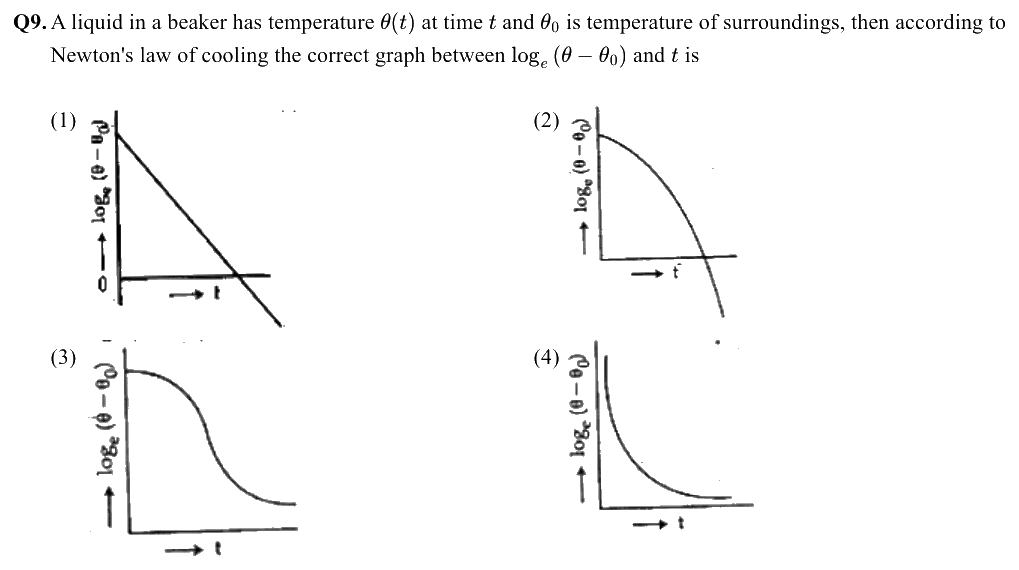 Q9. A liquid in a beaker has temperature θ(t) at time t and θ₀ is temperature of surroundings, then according to
Newton's law of cooling the correct graph between logₑ (θ − θ₀) and t is
(1)
0 → logₑ (θ − θ₀)
→ t
(2)
→ logₑ (θ − θ₀)
→ t
(3)
→ logₑ (θ − θ₀)
→ t
(4)
→ logₑ (θ − θ₀)
→ t